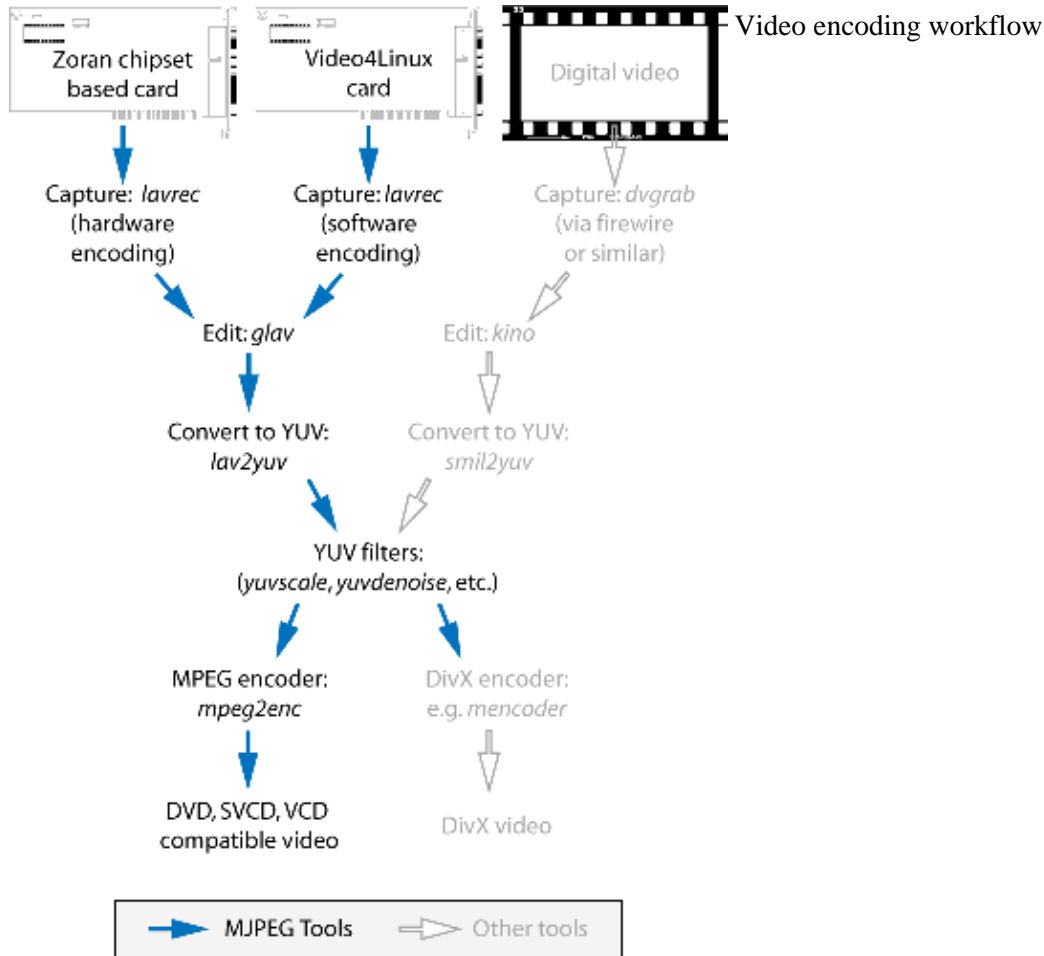 Video encoding workflow
Zoran chipset
based card
Video4Linux
card
Digital video
Capture: lavrec
(hardware
encoding)
Capture: lavrec
(software
encoding)
Capture: dvgrab
(via firewire
or similar)
Edit: glav
Edit: kino
Convert to YUV:
lav2yuv
Convert to YUV:
smil2yuv
YUV filters:
(yuvscale, yuvdenoise, etc.)
MPEG encoder:
mpeg2enc
DivX encoder:
e.g. mencoder
DVD, SVCD, VCD
compatible video
DivX video
MJPEG Tools
Other tools